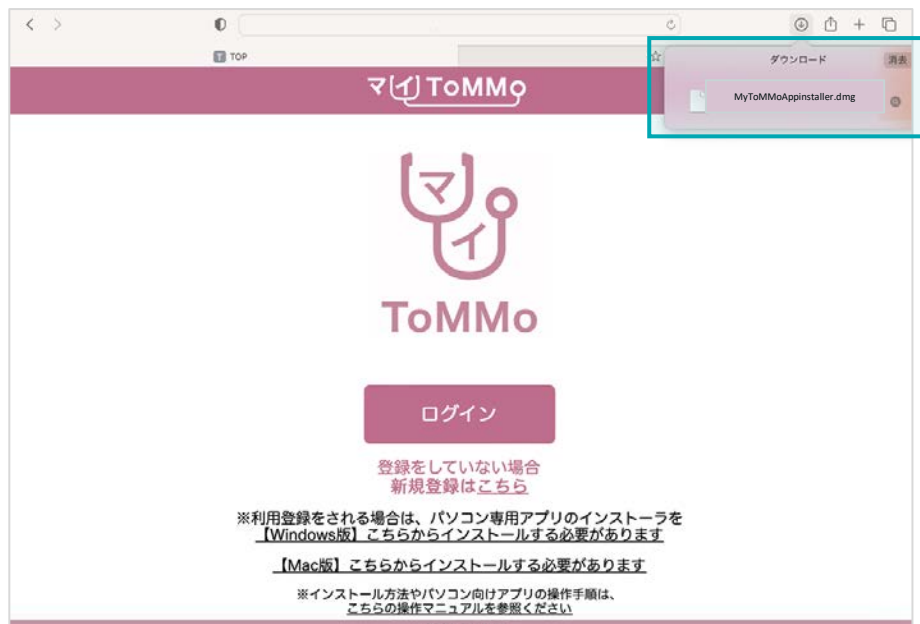 TOP
ダウンロード
消去
MyToMMoAppinstaller.dmg
マイ ToMMo
マイ
ToMMo
ログイン
登録をしていない場合
新規登録はこちら
※利用登録をされる場合は、パソコン専用アプリのインストーラを
【Windows版】こちらからインストールする必要があります
【Mac版】こちらからインストールする必要があります
※インストール方法やパソコン向けアプリの操作手順は、
こちらの操作マニュアルを参照ください